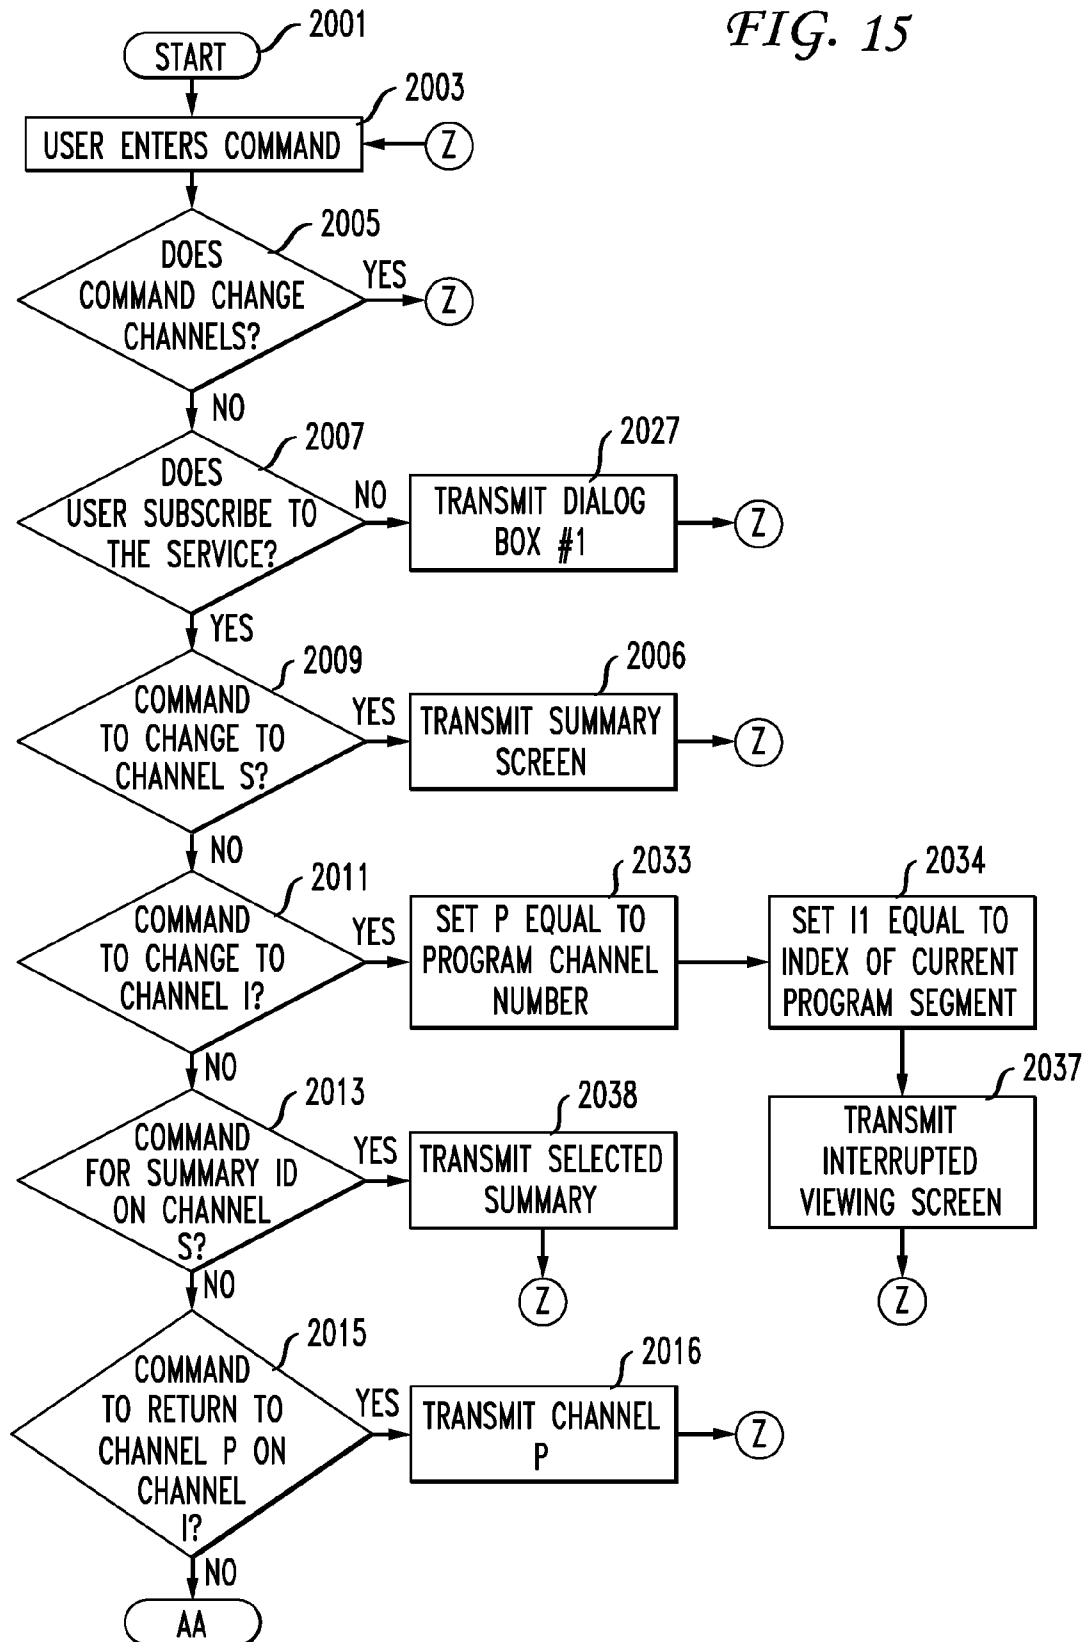 FIG. 15
2001
START
2003
USER ENTERS COMMAND
Z
2005
DOES
COMMAND CHANGE
CHANNELS?
YES
Z
NO
2007
DOES
USER SUBSCRIBE TO
THE SERVICE?
NO
2027
TRANSMIT DIALOG
BOX #1
Z
YES
2009
COMMAND
TO CHANGE TO
CHANNEL S?
YES
2006
TRANSMIT SUMMARY
SCREEN
Z
NO
2011
COMMAND
TO CHANGE TO
CHANNEL I?
YES
2033
SET P EQUAL TO
PROGRAM CHANNEL
NUMBER
2034
SET I1 EQUAL TO
INDEX OF CURRENT
PROGRAM SEGMENT
2037
TRANSMIT
INTERRUPTED
VIEWING SCREEN
Z
NO
2013
COMMAND
FOR SUMMARY ID
ON CHANNEL
S?
YES
2038
TRANSMIT SELECTED
SUMMARY
Z
NO
2015
COMMAND
TO RETURN TO
CHANNEL P ON
CHANNEL
I?
YES
2016
TRANSMIT CHANNEL
P
Z
NO
AA